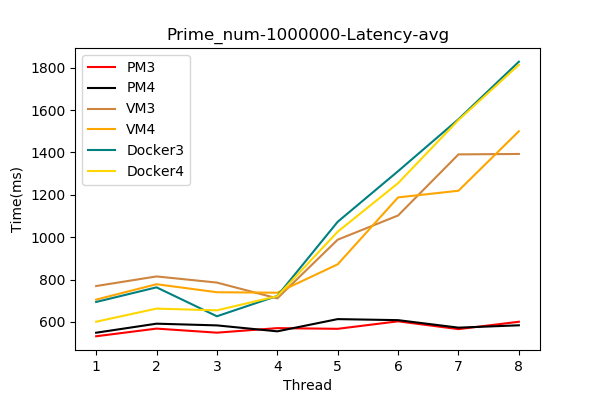 Prime_num-1000000-Latency-avg
PM3
PM4
VM3
VM4
Docker3
Docker4
1800
1600
1400
1200
1000
800
600
Time(ms)
1 2 3 4 5 6 7 8
Thread